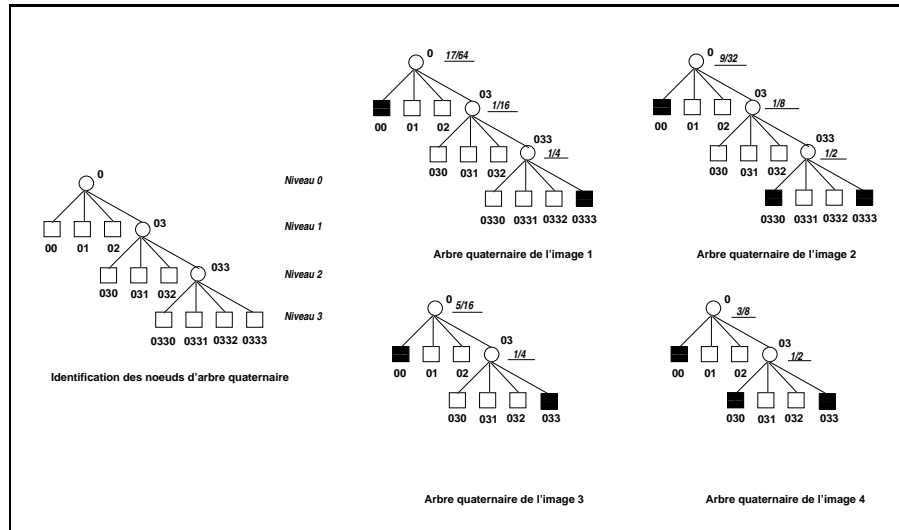 0
Niveau 0
00 01 02 03
Niveau 1
030 031 032 033
Niveau 2
0330 0331 0332 0333
Niveau 3
Identification des noeuds d'arbre quaternaire
0 17/64
00 01 02 03 1/16
030 031 032 033 1/4
0330 0331 0332 0333
Arbre quaternaire de l'image 1
0 9/32
00 01 02 03 1/8
030 031 032 033 1/2
0330 0331 0332 0333
Arbre quaternaire de l'image 2
0 5/16
00 01 02 03 1/4
030 031 032 033
Arbre quaternaire de l'image 3
0 3/8
00 01 02 03 1/2
030 031 032 033
Arbre quaternaire de l'image 4